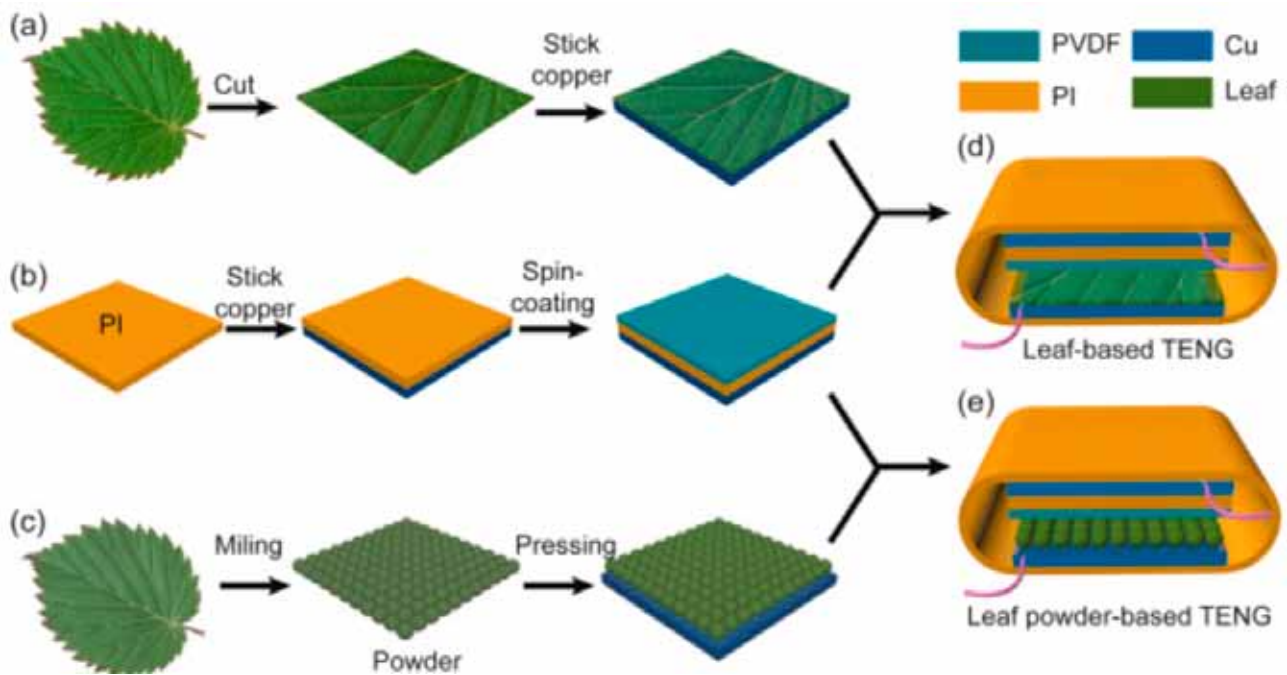 (a)
Cut
Stick
copper
PVDF
Cu
PI
Leaf
(d)
Leaf-based TENG
(b)
PI
Stick
copper
Spin-
coating
(e)
Leaf powder-based TENG
(c)
Miling
Powder
Pressing